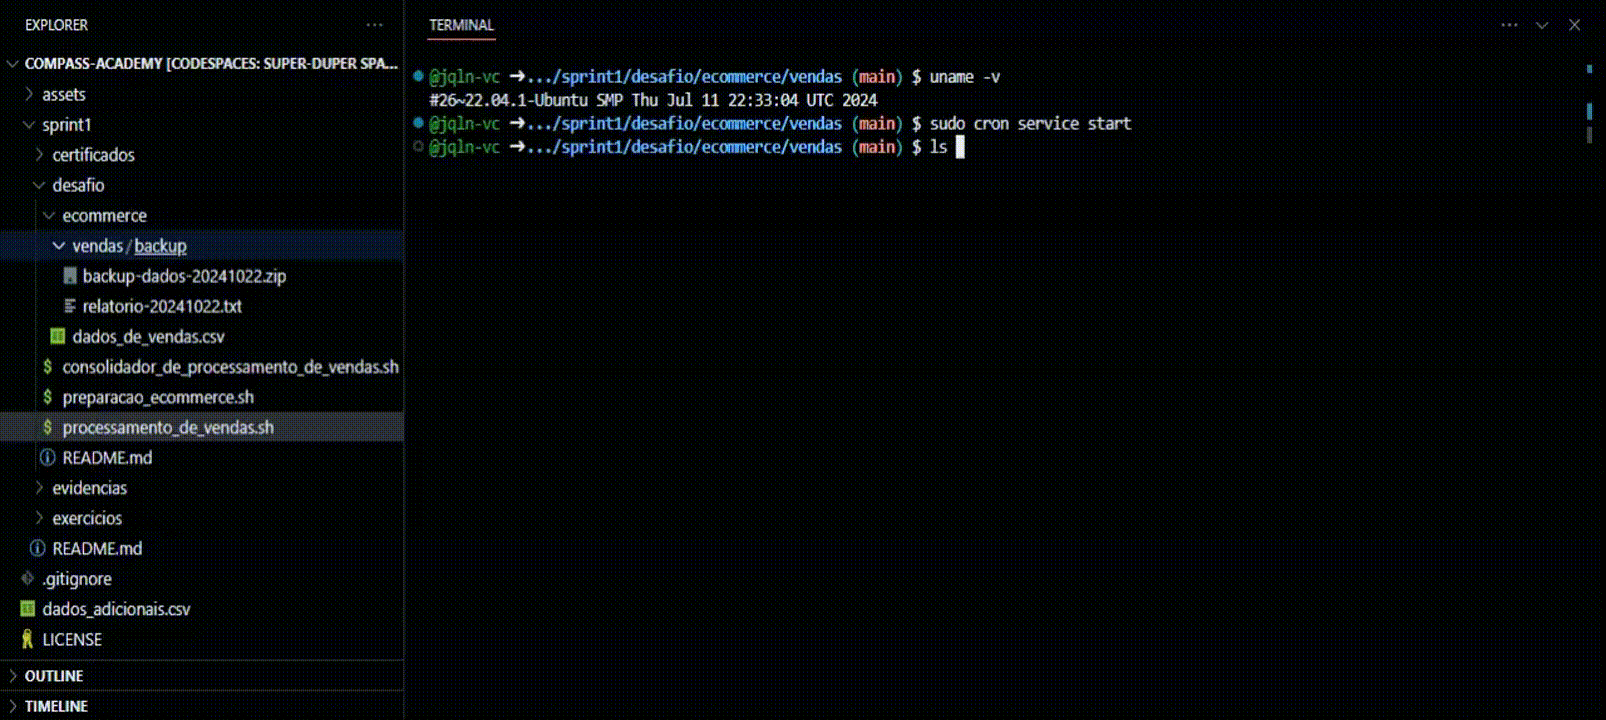 EXPLORER
COMPASS-ACADEMY [CODESPACES: SUPER-DUPER SPA...
assets
sprint1
certificados
desafio
ecommerce
vendas/backup
backup-dados-20241022.zip
relatorio-20241022.txt
dados_de_vendas.csv
consolidador_de_processamento_de_vendas.sh
preparacao_ecommerce.sh
processamento_de_vendas.sh
README.md
evidencias
exercicios
README.md
.gitignore
dados_adicionais.csv
LICENSE
OUTLINE
TIMELINE
TERMINAL
@jqln-vc ➜.../sprint1/desafio/ecommerce/vendas (main) $ uname -v
#26~22.04.1-Ubuntu SMP Thu Jul 11 22:33:04 UTC 2024
@jqln-vc ➜.../sprint1/desafio/ecommerce/vendas (main) $ sudo cron service start
@jqln-vc ➜.../sprint1/desafio/ecommerce/vendas (main) $ ls